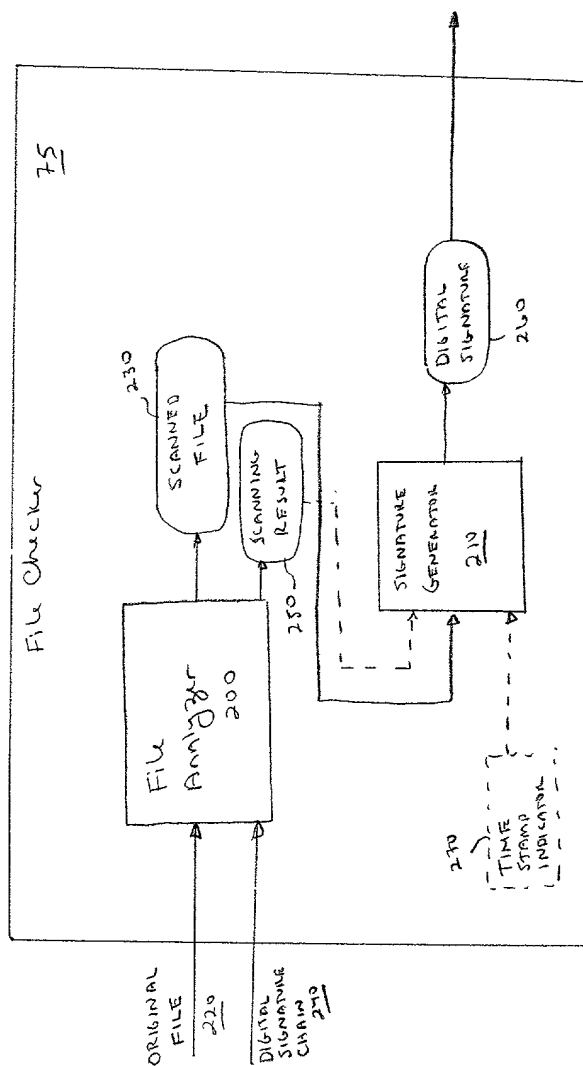 File Checker
75
ORIGINAL
FILE
220
DIGITAL
SIGNATURE
CHAIN
240
File
Analyzer
200
SCANNED
FILE
230
SCANNING
RESULT
250
SIGNATURE
GENERATOR
210
DIGITAL
SIGNATURE
260
270
TIME
STAMP
INDICATOR